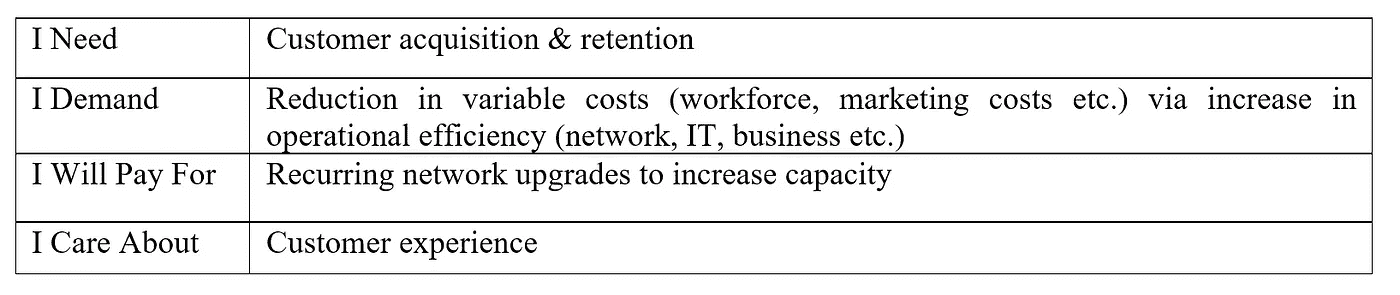 I Need Customer acquisition & retention
I Demand Reduction in variable costs (workforce, marketing costs etc.) via increase in
operational efficiency (network, IT, business etc.)
I Will Pay For Recurring network upgrades to increase capacity
I Care About Customer experience